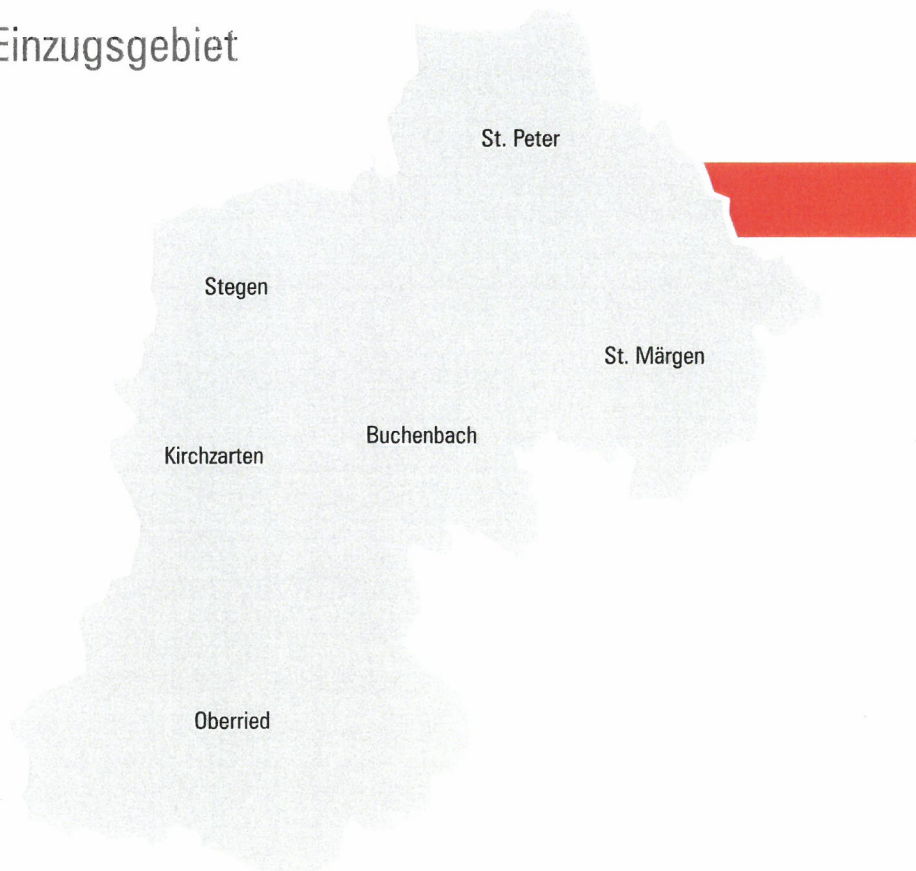 Einzugsgebiet
St. Peter
Stegen
St. Märgen
Buchenbach
Kirchzarten
Oberried